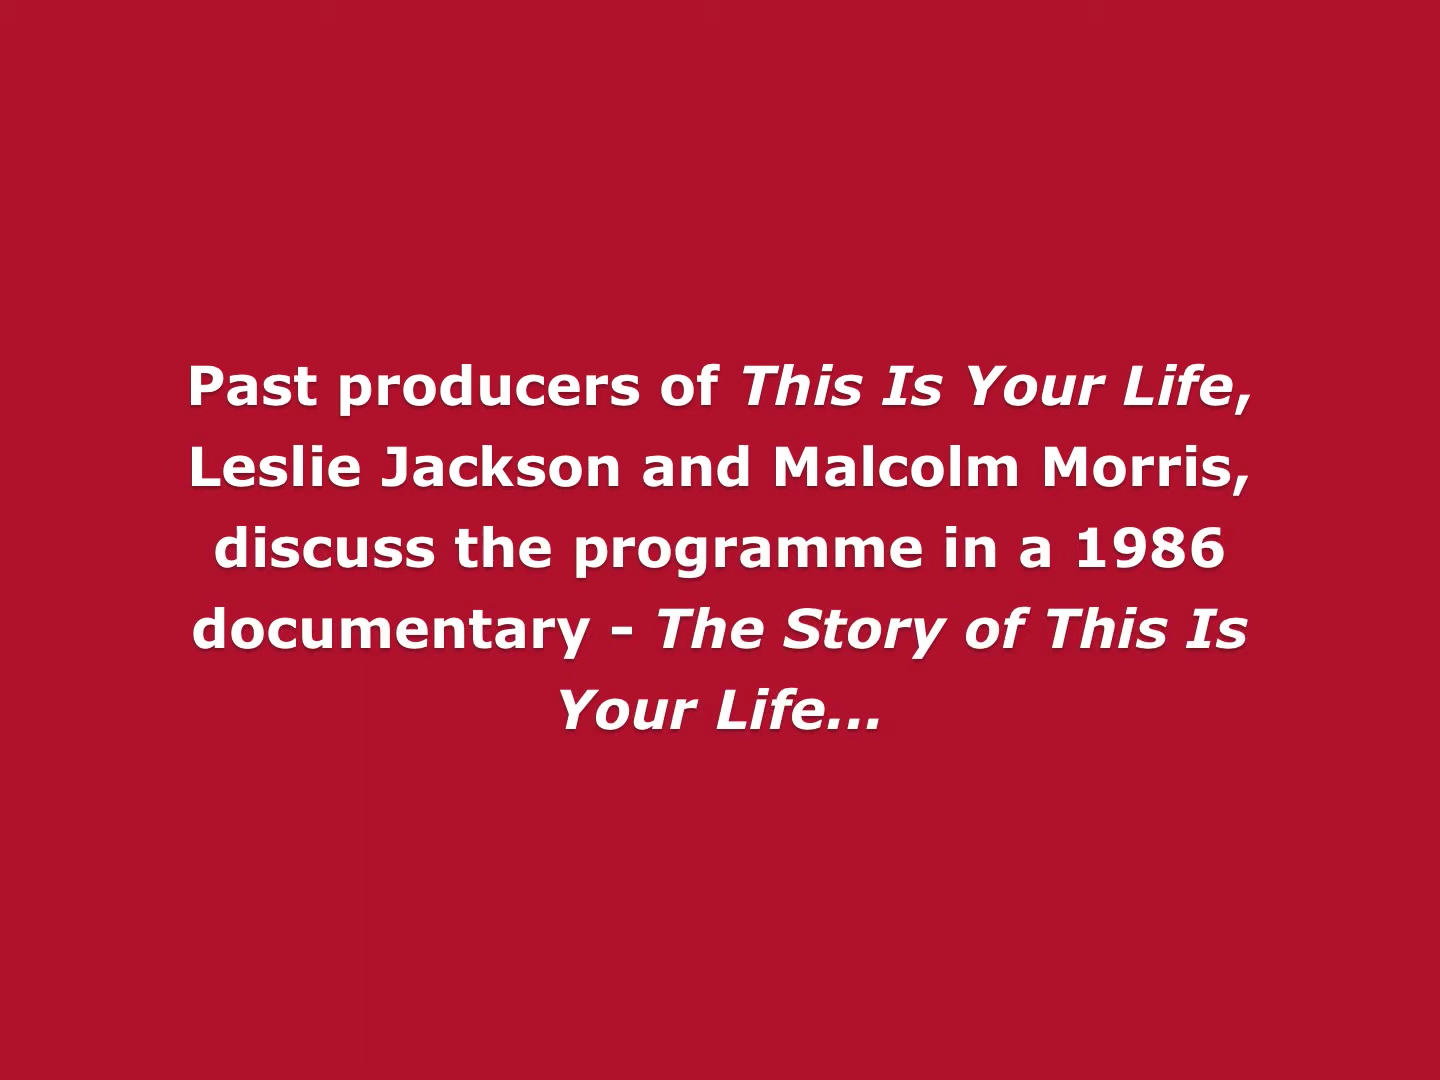 Past producers of This Is Your Life,
Leslie Jackson and Malcolm Morris,
discuss the programme in a 1986
documentary - The Story of This Is
Your Life...